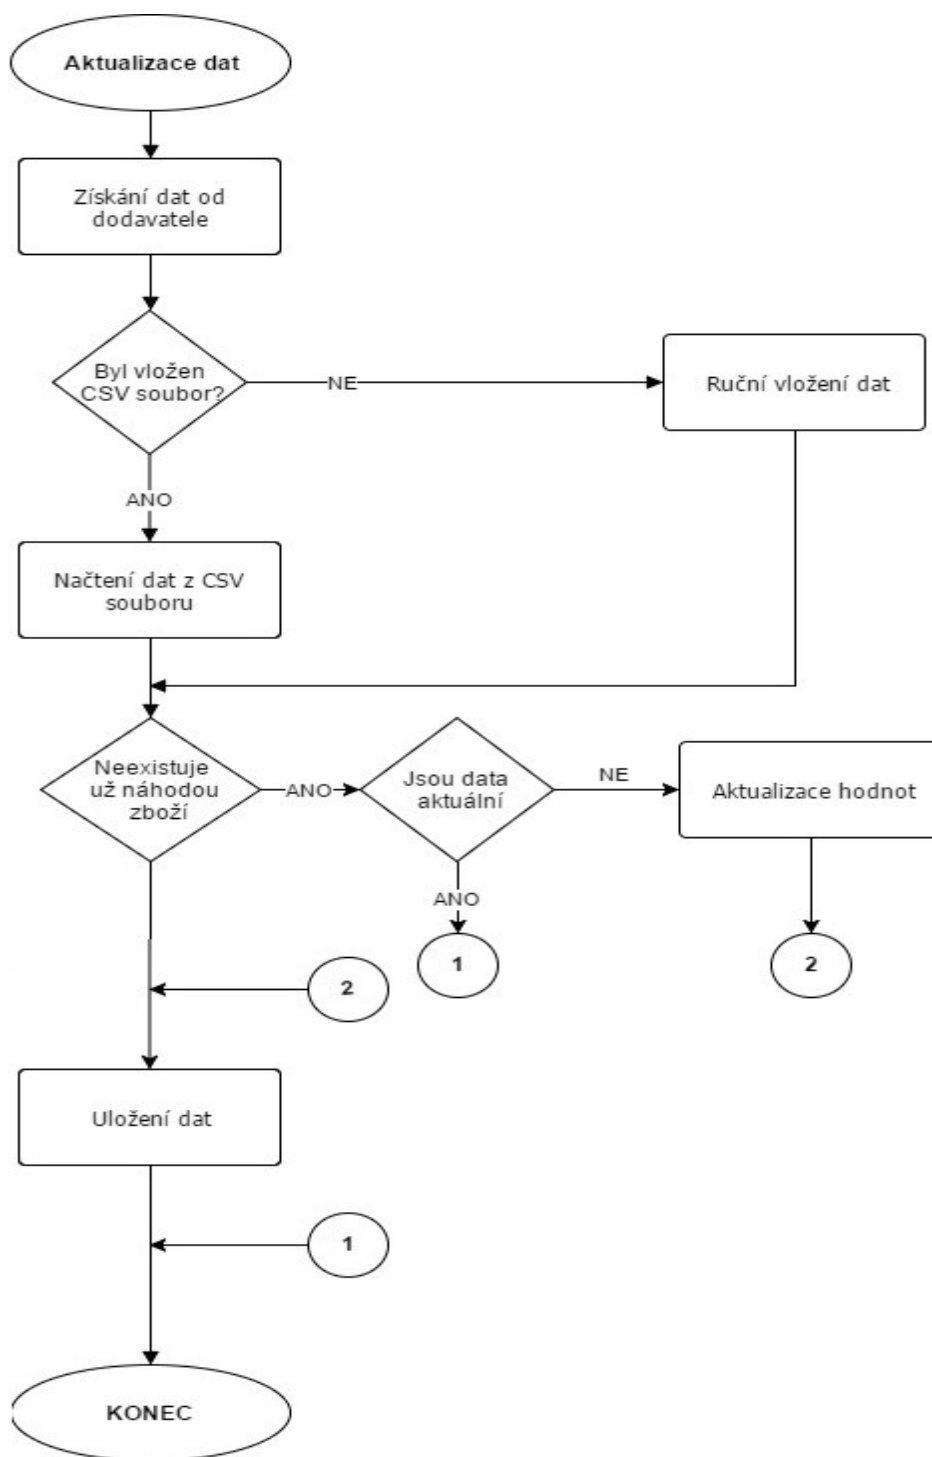 Aktualizace dat
Získání dat od
dodavatele
Byl vložen
CSV soubor?
NE
Ruční vložení dat
ANO
Načtení dat z CSV
souboru
Neexistuje
už náhodou
zboží
ANO
Jsou data
aktuální
NE
Aktualizace hodnot
ANO
1
2
2
Uložení dat
1
KONEC